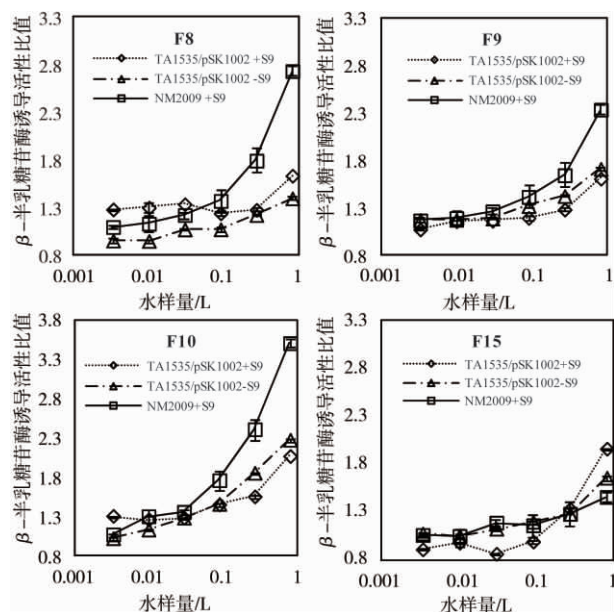 F8
TA1535/pSK1002 +S9
TA1535/pSK1002 -S9
NM2009 +S9
β-半乳糖苷酶诱导活性比值
3.3
2.8
2.3
1.8
1.3
0.8
0.001
0.01
0.1
1
水样量/L
F9
TA1535/pSK1002+S9
TA1535/pSK1002-S9
NM2009+S9
β-半乳糖苷酶诱导活性比值
3.3
2.8
2.3
1.8
1.3
0.8
0.001
0.01
0.1
1
水样量/L
F10
TA1535/pSK1002+S9
TA1535/pSK1002-S9
NM2009+S9
β-半乳糖苷酶诱导活性比值
3.8
3.3
2.8
2.3
1.8
1.3
0.8
0.001
0.01
0.1
1
水样量/L
F15
TA1535/pSK1002+S9
TA1535/pSK1002-S9
NM2009+S9
β-半乳糖苷酶诱导活性比值
3.3
2.8
2.3
1.8
1.3
0.8
0.001
0.01
0.1
1
水样量/L